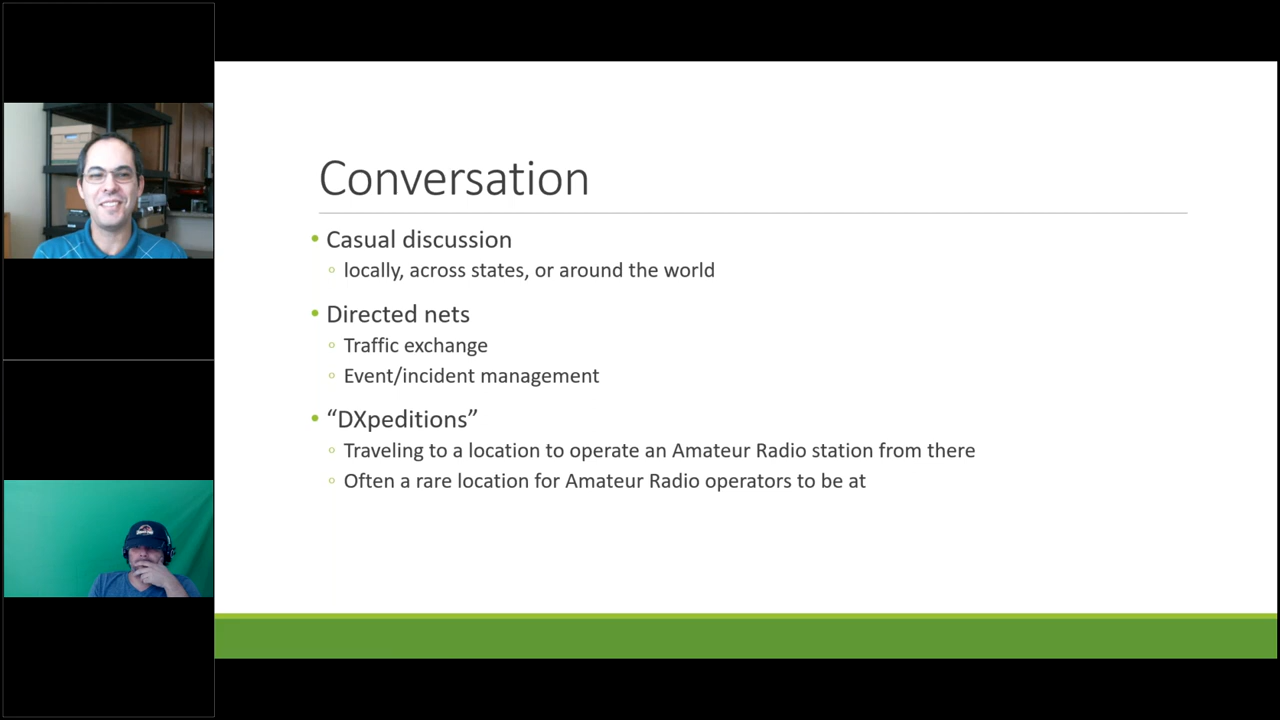 Conversation
• Casual discussion
◦ locally, across states, or around the world
• Directed nets
◦ Traffic exchange
◦ Event/incident management
• “DXpeditions”
◦ Traveling to a location to operate an Amateur Radio station from there
◦ Often a rare location for Amateur Radio operators to be at